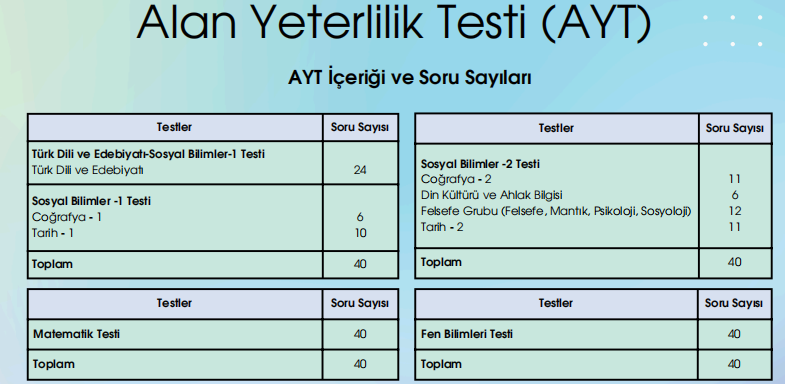 Alan Yeterlilik Testi (AYT)
AYT İçeriği ve Soru Sayıları
Testler Soru Sayısı
Türk Dili ve Edebiyatı-Sosyal Bilimler-1 Testi
Türk Dili ve Edebiyatı 24
Sosyal Bilimler -1 Testi
Coğrafya - 1 6
Tarih - 1 10
Toplam 40
Testler Soru Sayısı
Sosyal Bilimler -2 Testi
Coğrafya - 2 11
Din Kültürü ve Ahlak Bilgisi 6
Felsefe Grubu (Felsefe, Mantık, Psikoloji, Sosyoloji) 12
Tarih - 2 11
Toplam 40
Testler Soru Sayısı
Matematik Testi 40
Toplam 40
Testler Soru Sayısı
Fen Bilimleri Testi 40
Toplam 40